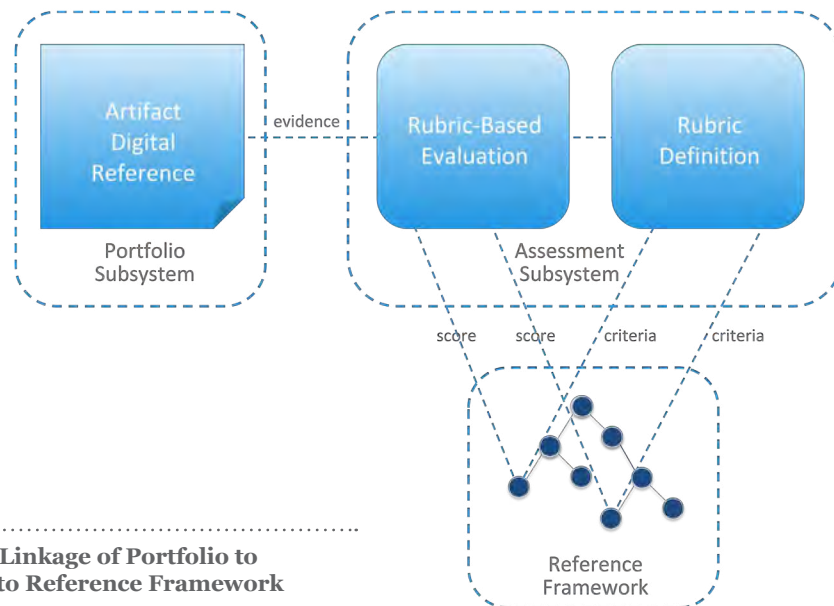 Artifact
Digital
Reference
evidence
Rubric-Based
Evaluation
Rubric
Definition
Portfolio
Subsystem
Assessment
Subsystem
score
score
criteria
criteria
Reference
Framework
Linkage of Portfolio to
to Reference Framework